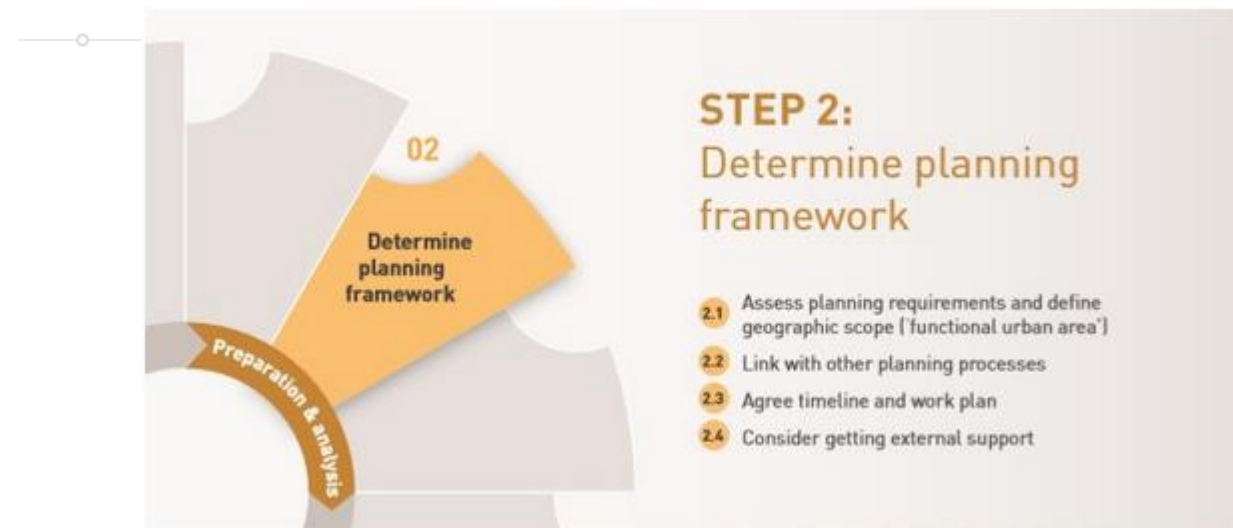 02
Determine
planning
framework
Preparation & analysis
STEP 2:
Determine planning
framework
2.1 Assess planning requirements and define
geographic scope ('functional urban area')
2.2 Link with other planning processes
2.3 Agree timeline and work plan
2.4 Consider getting external support